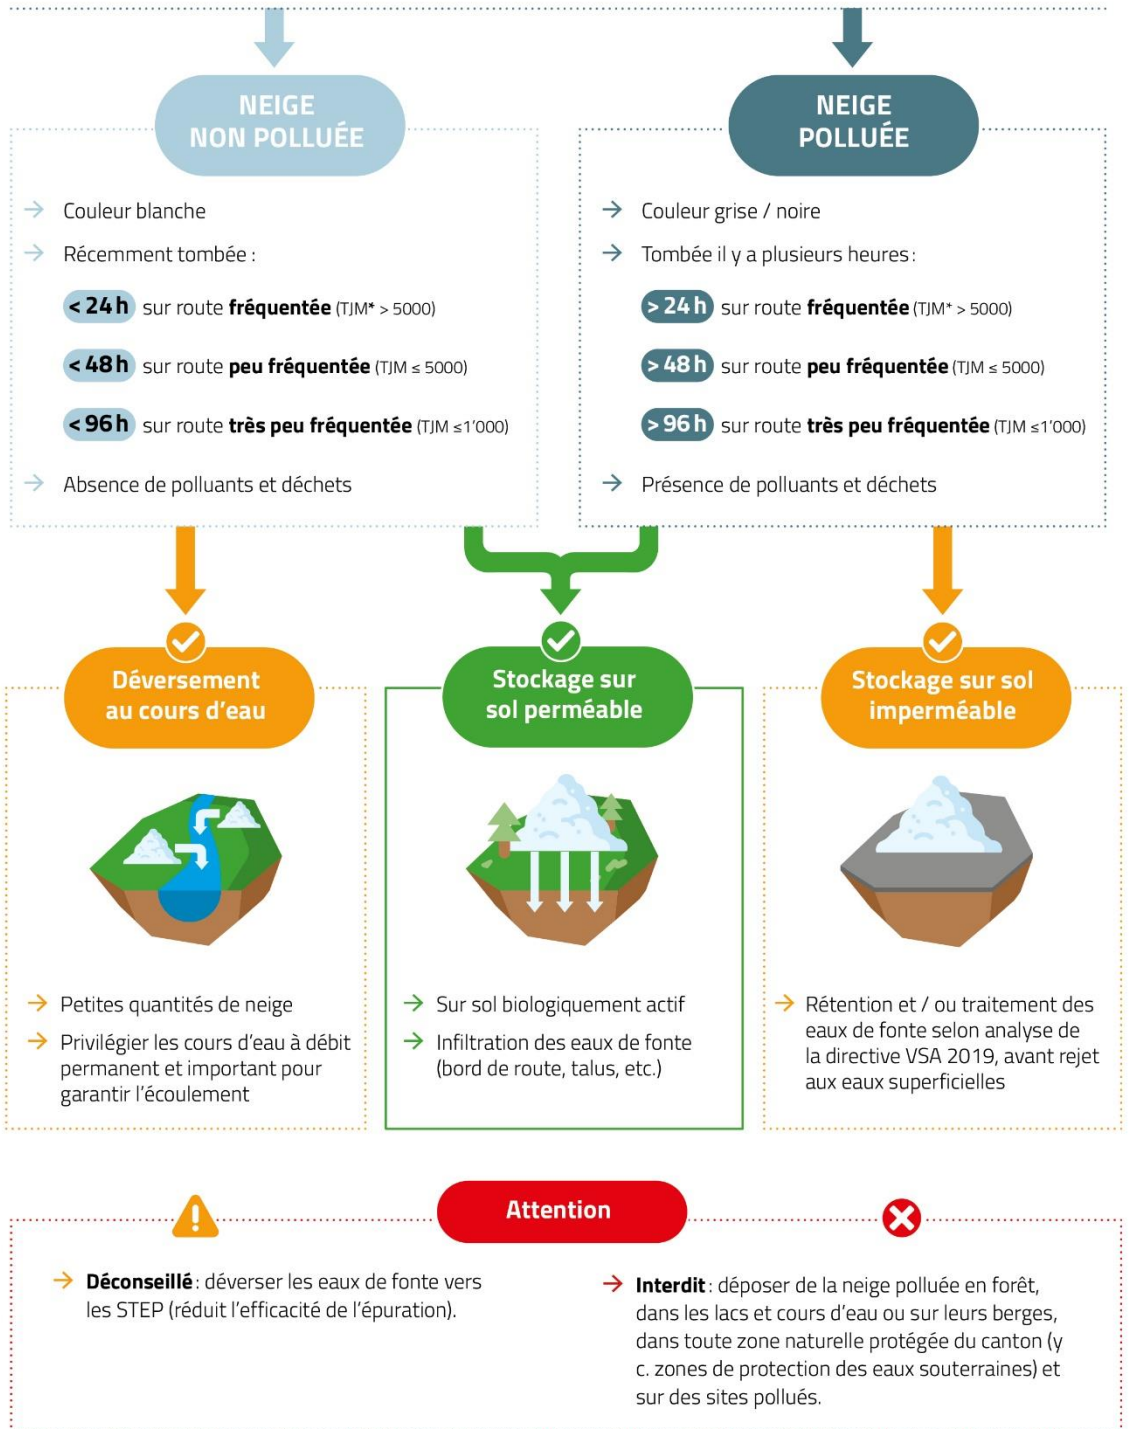 NEIGE
NON POLLUÉE
→ Couleur blanche
→ Récemment tombée :
< 24 h sur route fréquentée (TJM* > 5000)
< 48 h sur route peu fréquentée (TJM ≤ 5000)
< 96 h sur route très peu fréquentée (TJM ≤1’000)
→ Absence de polluants et déchets
NEIGE
POLLUÉE
→ Couleur grise / noire
→ Tombée il y a plusieurs heures :
> 24 h sur route fréquentée (TJM* > 5000)
> 48 h sur route peu fréquentée (TJM ≤ 5000)
> 96 h sur route très peu fréquentée (TJM ≤1’000)
→ Présence de polluants et déchets
Déversement
au cours d’eau
→ Petites quantités de neige
→ Privilégier les cours d’eau à débit
permanent et important pour
garantir l’écoulement
Stockage sur
sol perméable
→ Sur sol biologiquement actif
→ Infiltration des eaux de fonte
(bord de route, talus, etc.)
Stockage sur sol
imperméable
→ Rétention et / ou traitement des
eaux de fonte selon analyse de
la directive VSA 2019, avant rejet
aux eaux superficielles
Attention
→ Déconseillé : déverser les eaux de fonte vers
les STEP (réduit l’efficacité de l’épuration).
→ Interdit : déposer de la neige polluée en forêt,
dans les lacs et cours d’eau ou sur leurs berges,
dans toute zone naturelle protégée du canton (y
c. zones de protection des eaux souterraines) et
sur des sites pollués.